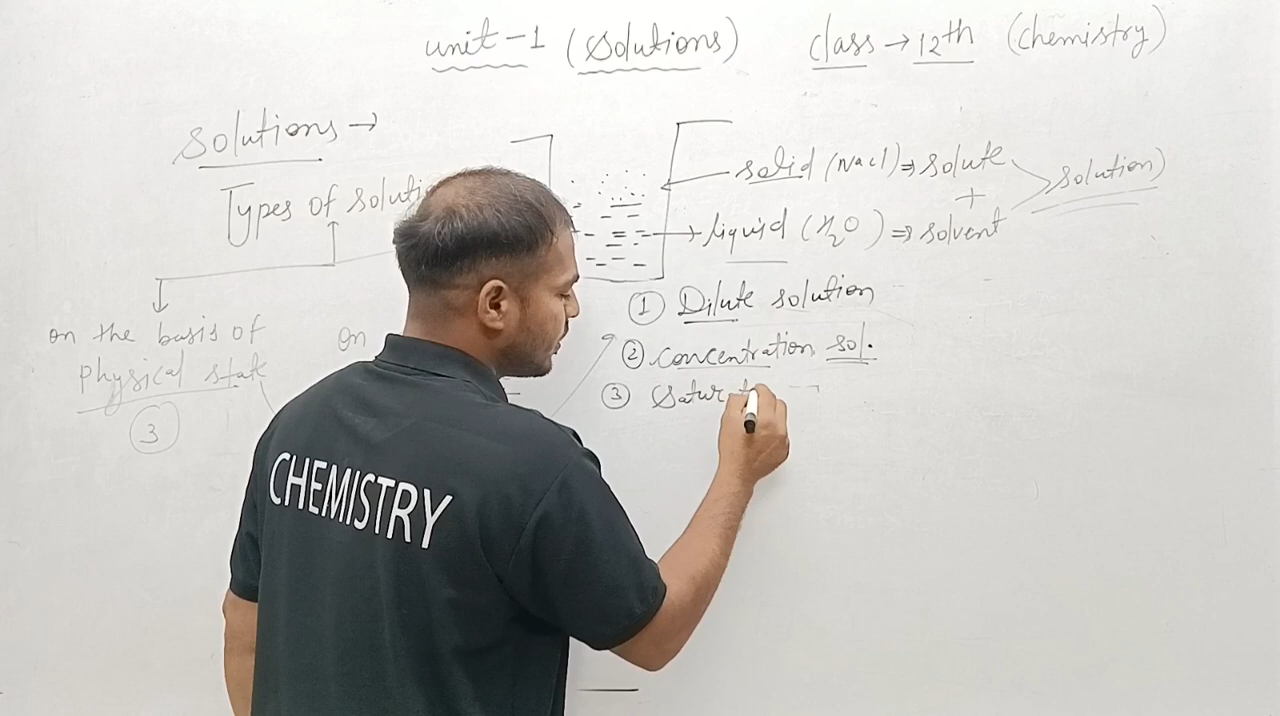 unit-1 (solutions) class → 12th (chemistry)
solutions →
Types of soluti
on the basis of
physical state
3
on
solid (Nacl) ⇒ solute
+
liquid (H2O) ⇒ solvent
solution)
① Dilute solution
② concentration sol.
③ Saturat
CHEMISTRY